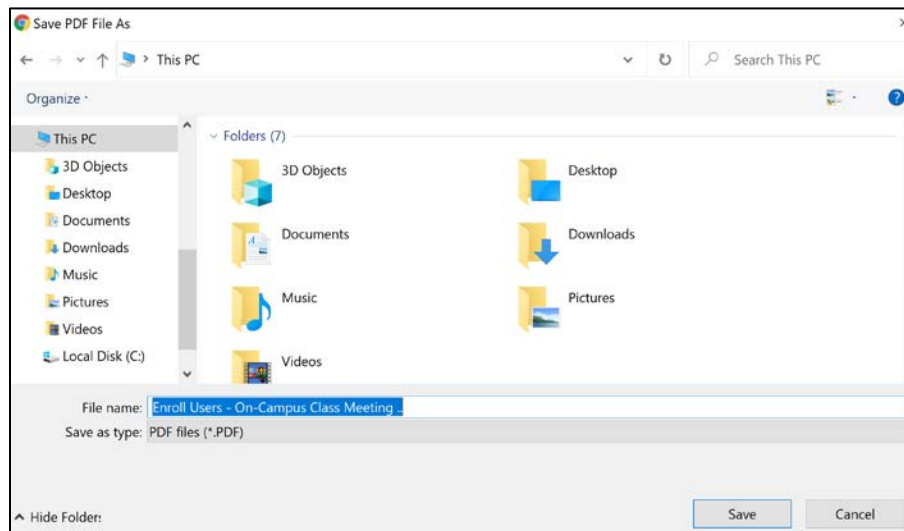 Save PDF File As
This PC
Search This PC
Organize
This PC
3D Objects
Desktop
Documents
Downloads
Music
Pictures
Videos
Local Disk (C:)
Folders (7)
3D Objects
Desktop
Documents
Downloads
Music
Pictures
Videos
File name: Enroll Users - On-Campus Class Meeting ..
Save as type: PDF files (*.PDF)
Hide Folders
Save
Cancel